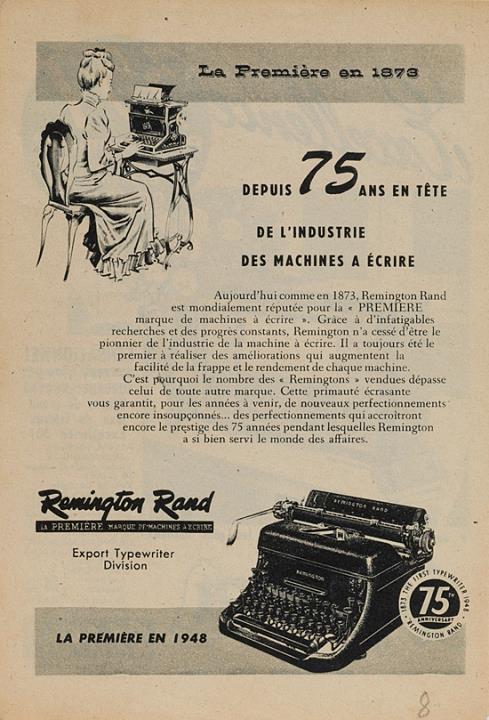 La Première en 1873
DEPUIS 75 ANS EN TÊTE
DE L'INDUSTRIE
DES MACHINES A ÉCRIRE
Aujourd'hui comme en 1873, Remington Rand
est mondialement réputée pour la « PREMIÈRE
marque de machines à écrire ». Grâce à d'infatigables
recherches et des progrès constants, Remington n'a cessé d'être le
pionnier de l'industrie de la machine à écrire. Il a toujours été le
premier à réaliser des améliorations qui augmentent la
facilité de la frappe et le rendement de chaque machine.
C'est pourquoi le nombre des « Remingtons » vendues dépasse
celui de toute autre marque. Cette primauté écrasante
vous garantit, pour les années à venir, de nouveaux perfectionnements
encore insoupçonnés... des perfectionnements qui accroîtront
encore le prestige des 75 années pendant lesquelles Remington
a si bien servi le monde des affaires.
Remington Rand
LA PREMIÈRE MARQUE DE MACHINES A ECRIRE
Export Typewriter
Division
LA PREMIÈRE EN 1948
REMINGTON RAND
REMINGTON
1873 THE FIRST TYPEWRITER 1948
75TH
ANNIVERSARY
REMINGTON RAND
8